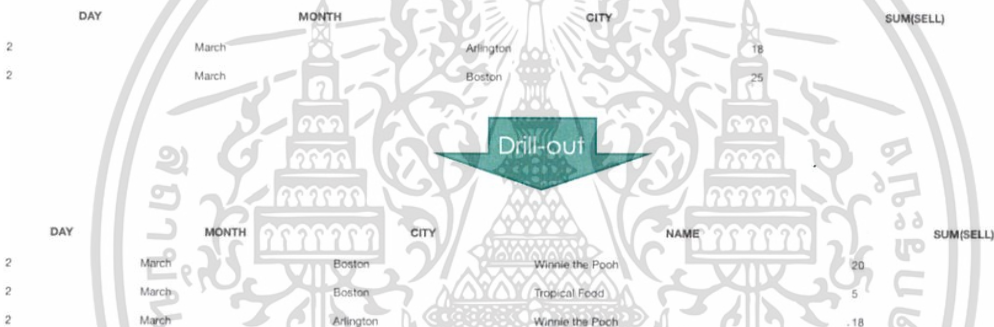 DAY MONTH CITY SUM(SELL)
2 March Arlington 18
2 March Boston 25
Drill-out
DAY MONTH CITY NAME SUM(SELL)
2 March Boston Winnie the Pooh 20
2 March Boston Tropical Food 5
2 March Arlington Winnie the Pooh 18